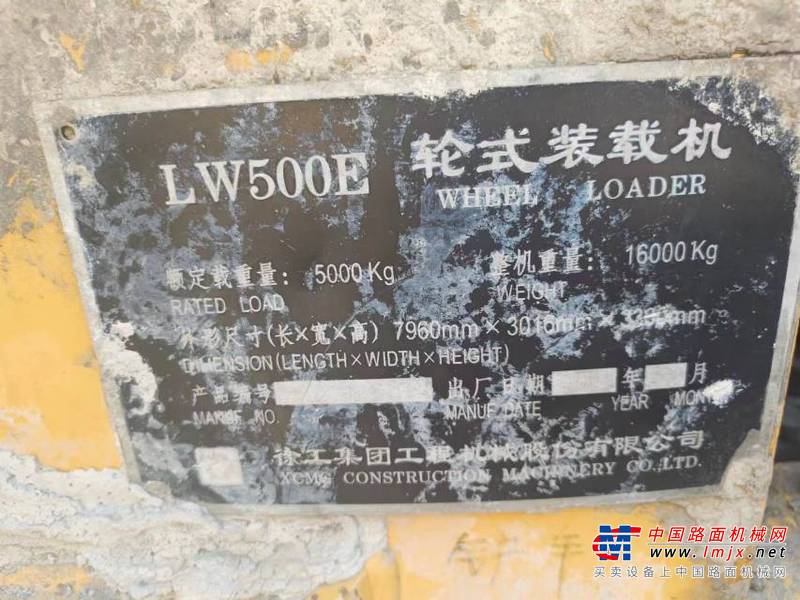 LW500E 轮式装载机
WHEEL LOADER
额定载重量: 5000Kg 整机重量: 16000Kg
RATED LOAD WEIGHT
外形尺寸(长×宽×高) 7960mm × 3016mm ×
DIMENSION(LENGTH×WIDTH×HEIGHT)
产品编号 出厂日期 年 月
MANUF NO. MANUF DATE YEAR MONTH
徐工集团工程机械股份有限公司
XCMG CONSTRUCTION MACHINERY CO.,LTD.
中国路面机械网
www.lmjx.net
买卖设备上中国路面机械网